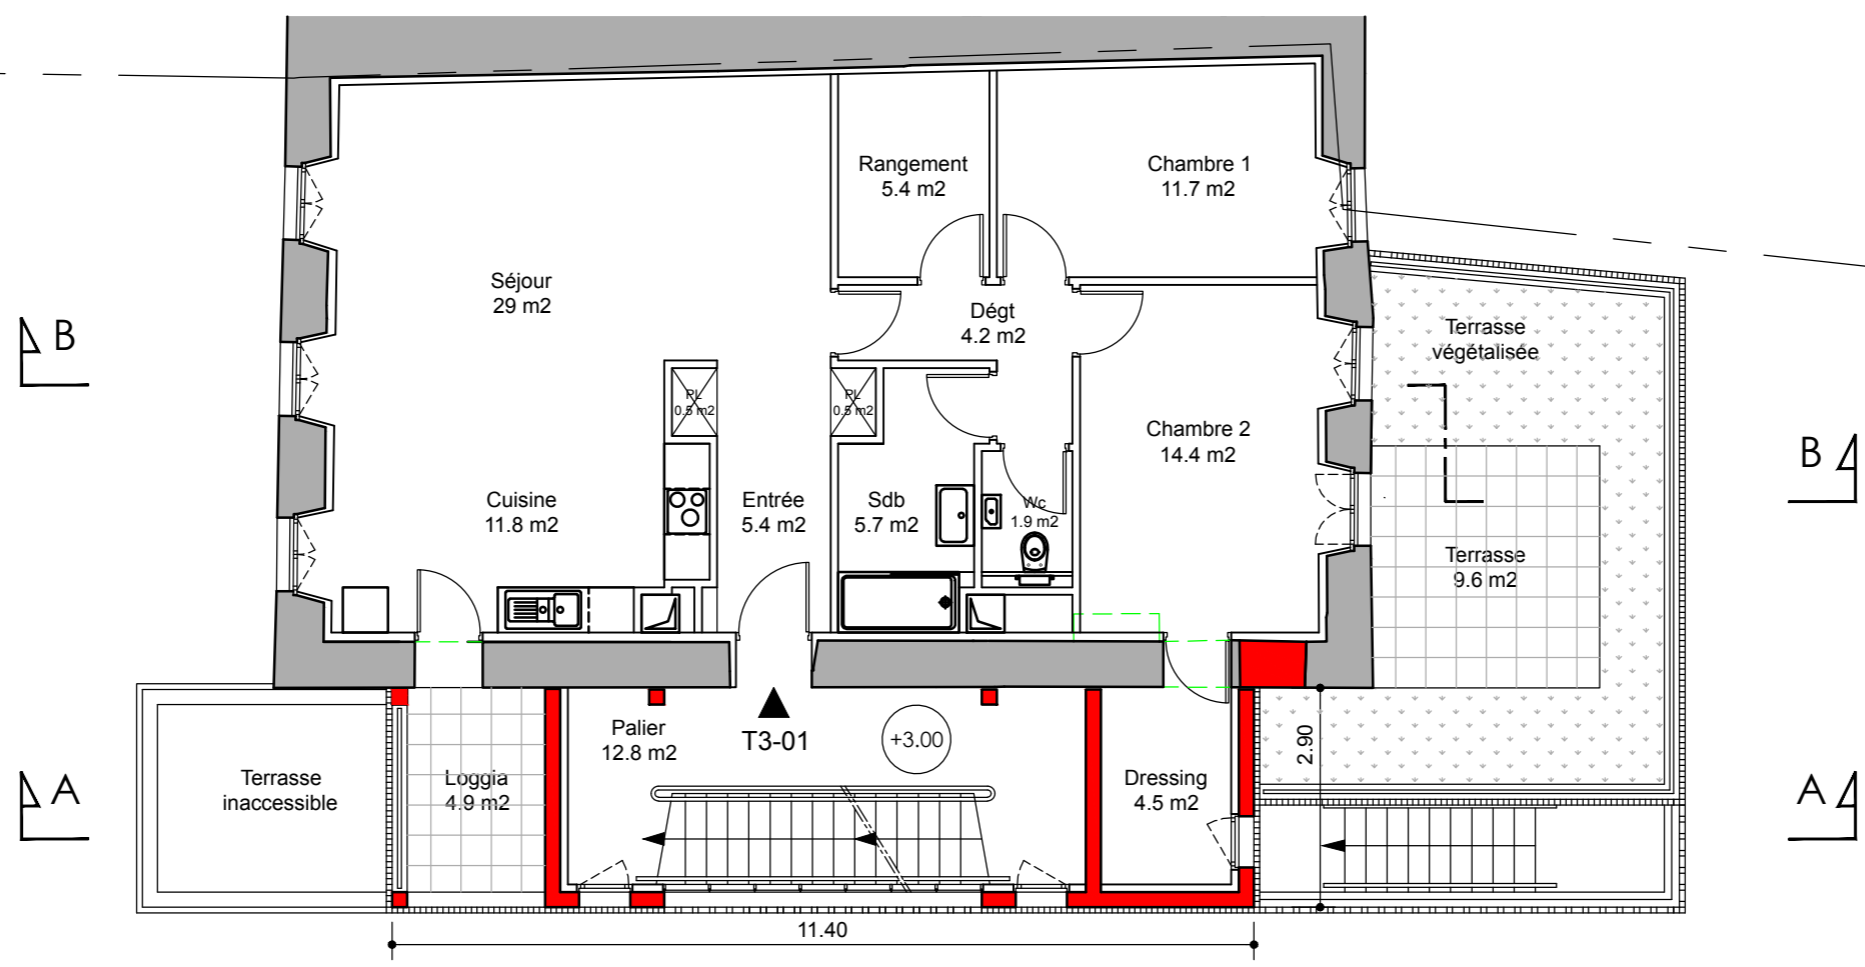 Rangement
5.4 m2
Chambre 1
11.7 m2
Séjour
29 m2
Dégt
4.2 m2
B
Terrasse
végétalisée
PL
0.5 m2
PL
0.5 m2
Chambre 2
14.4 m2
B
Cuisine
11.8 m2
Entrée
5.4 m2
Sdb
5.7 m2
Wc
1.9 m2
Terrasse
9.6 m2
Palier
12.8 m2
T3-01
+3.00
2.90
A
Terrasse
inaccessible
Loggia
4.9 m2
Dressing
4.5 m2
A
11.40